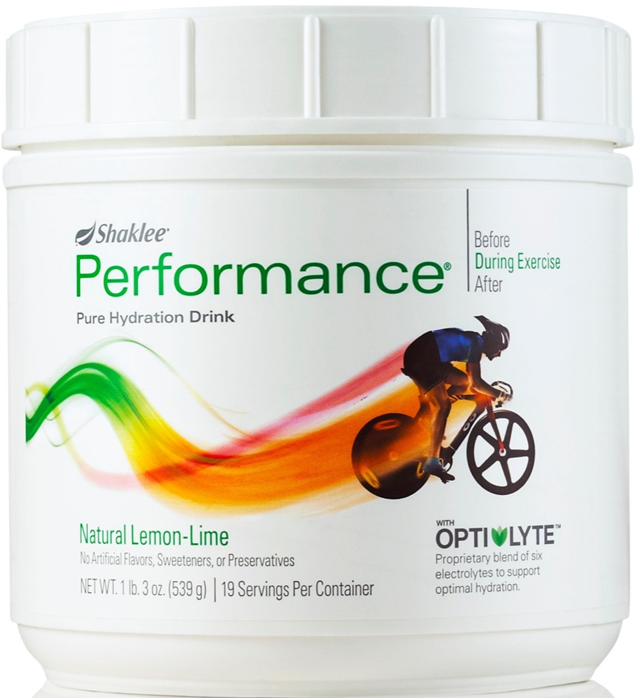 Shaklee®
Performance®
Pure Hydration Drink
Before
During Exercise
After
Natural Lemon-Lime
No Artificial Flavors, Sweeteners, or Preservatives
NET WT. 1 lb. 3 oz. (539 g) | 19 Servings Per Container
WITH
OPTILYTE™
Proprietary blend of six
electrolytes to support
optimal hydration.